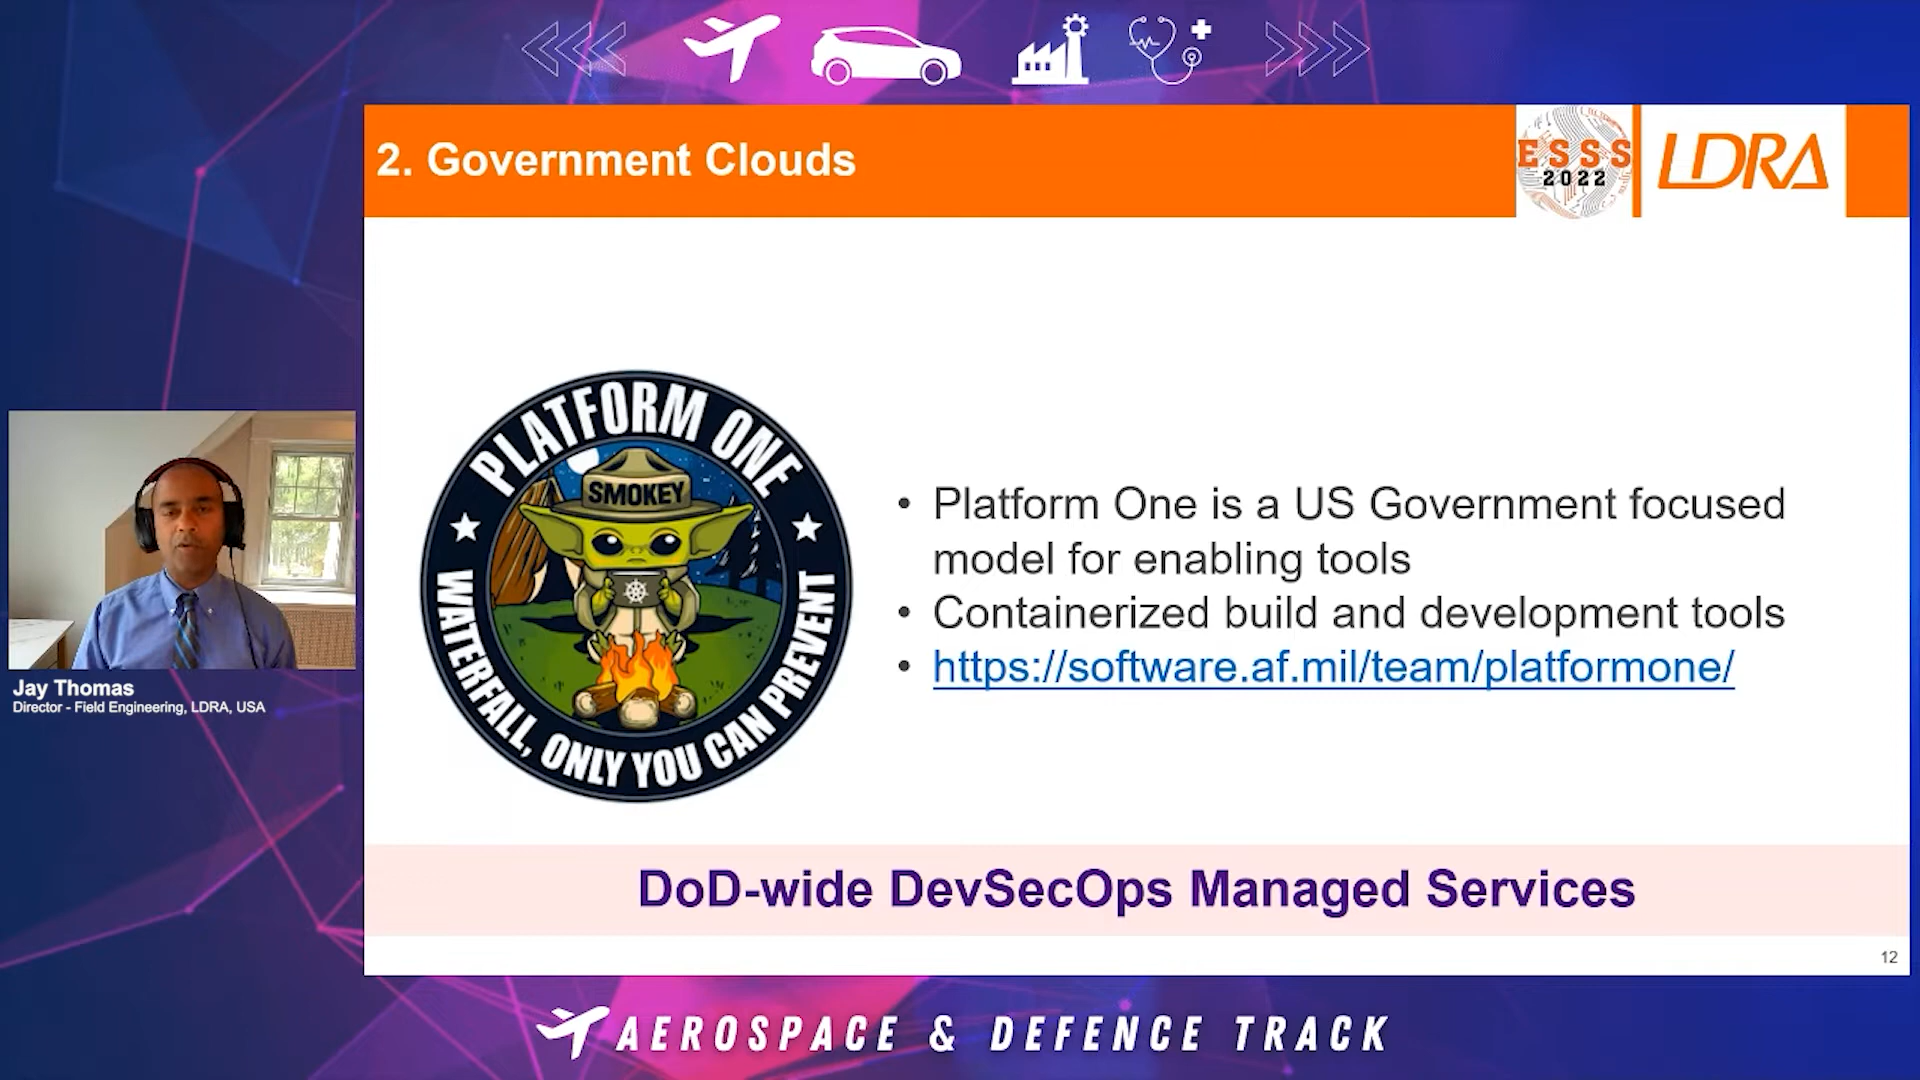 2. Government Clouds
ESSS
2022
LDRA
PLATFORM ONE
SMOKEY
WATERFALL, ONLY YOU CAN PREVENT
• Platform One is a US Government focused
model for enabling tools
• Containerized build and development tools
• https://software.af.mil/team/platformone/
Jay Thomas
Director - Field Engineering, LDRA, USA
DoD-wide DevSecOps Managed Services
12
AEROSPACE & DEFENCE TRACK